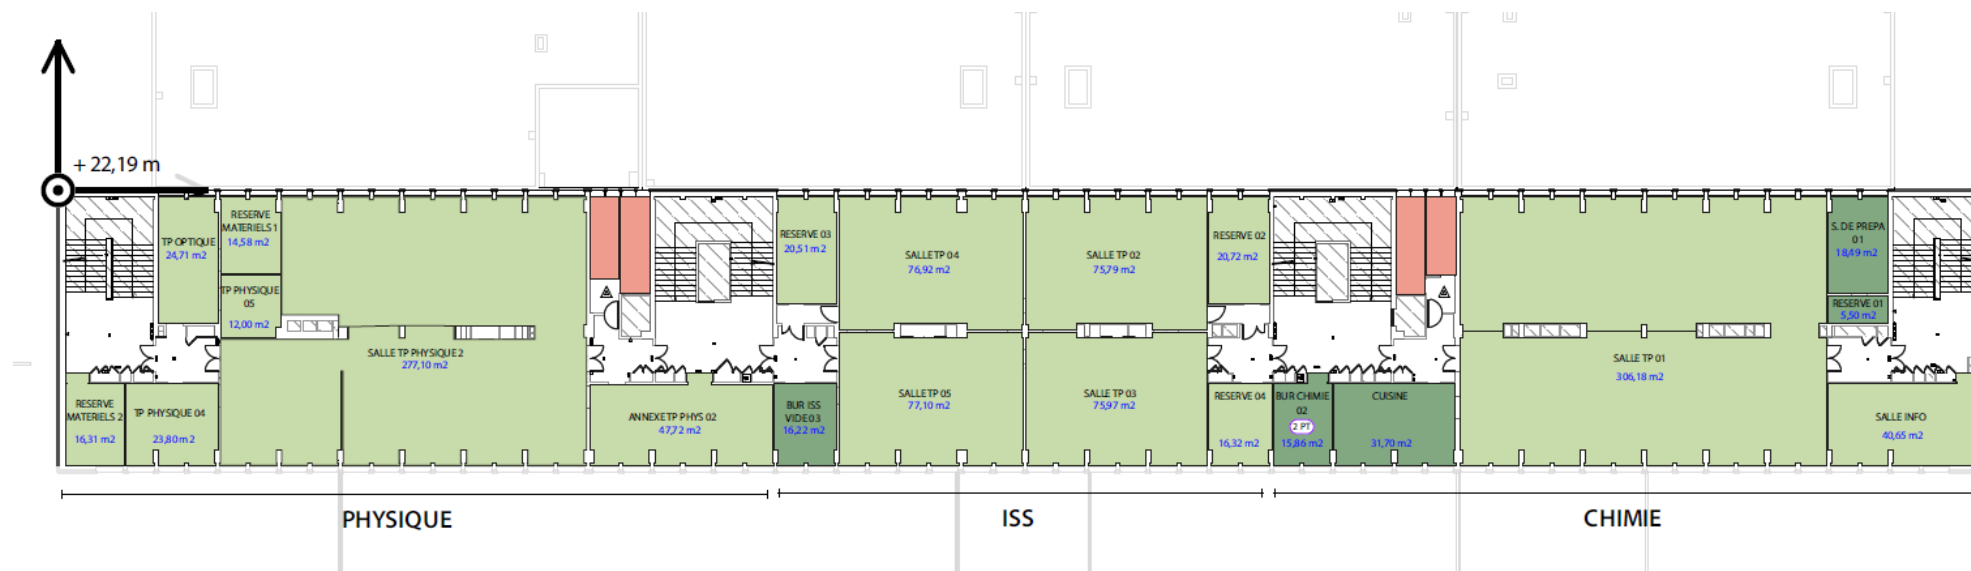 + 22,19 m
TP OPTIQUE
24,71 m2
RESERVE
MATERIELS 1
14,58 m2
TP PHYSIQUE
05
12,00 m2
SALLE TP PHYSIQUE 2
277,10 m2
RESERVE
MATERIELS 2
16,31 m2
TP PHYSIQUE 04
23,80 m2
ANNEXE TP PHYS 02
47,72 m2
RESERVE 03
20,51 m2
BUR ISS
VIDE 03
16,22 m2
SALLE TP 04
76,92 m2
SALLE TP 02
75,79 m2
SALLE TP 05
77,10 m2
SALLE TP 03
75,97 m2
RESERVE 02
20,72 m2
RESERVE 04
16,32 m2
BUR CHIMIE
02
2 PT
15,86 m2
CUISINE
31,70 m2
SALLE TP 01
306,18 m2
S. DE PREPA
01
18,49 m2
RESERVE 01
5,50 m2
SALLE INFO
40,65 m2
PHYSIQUE
ISS
CHIMIE